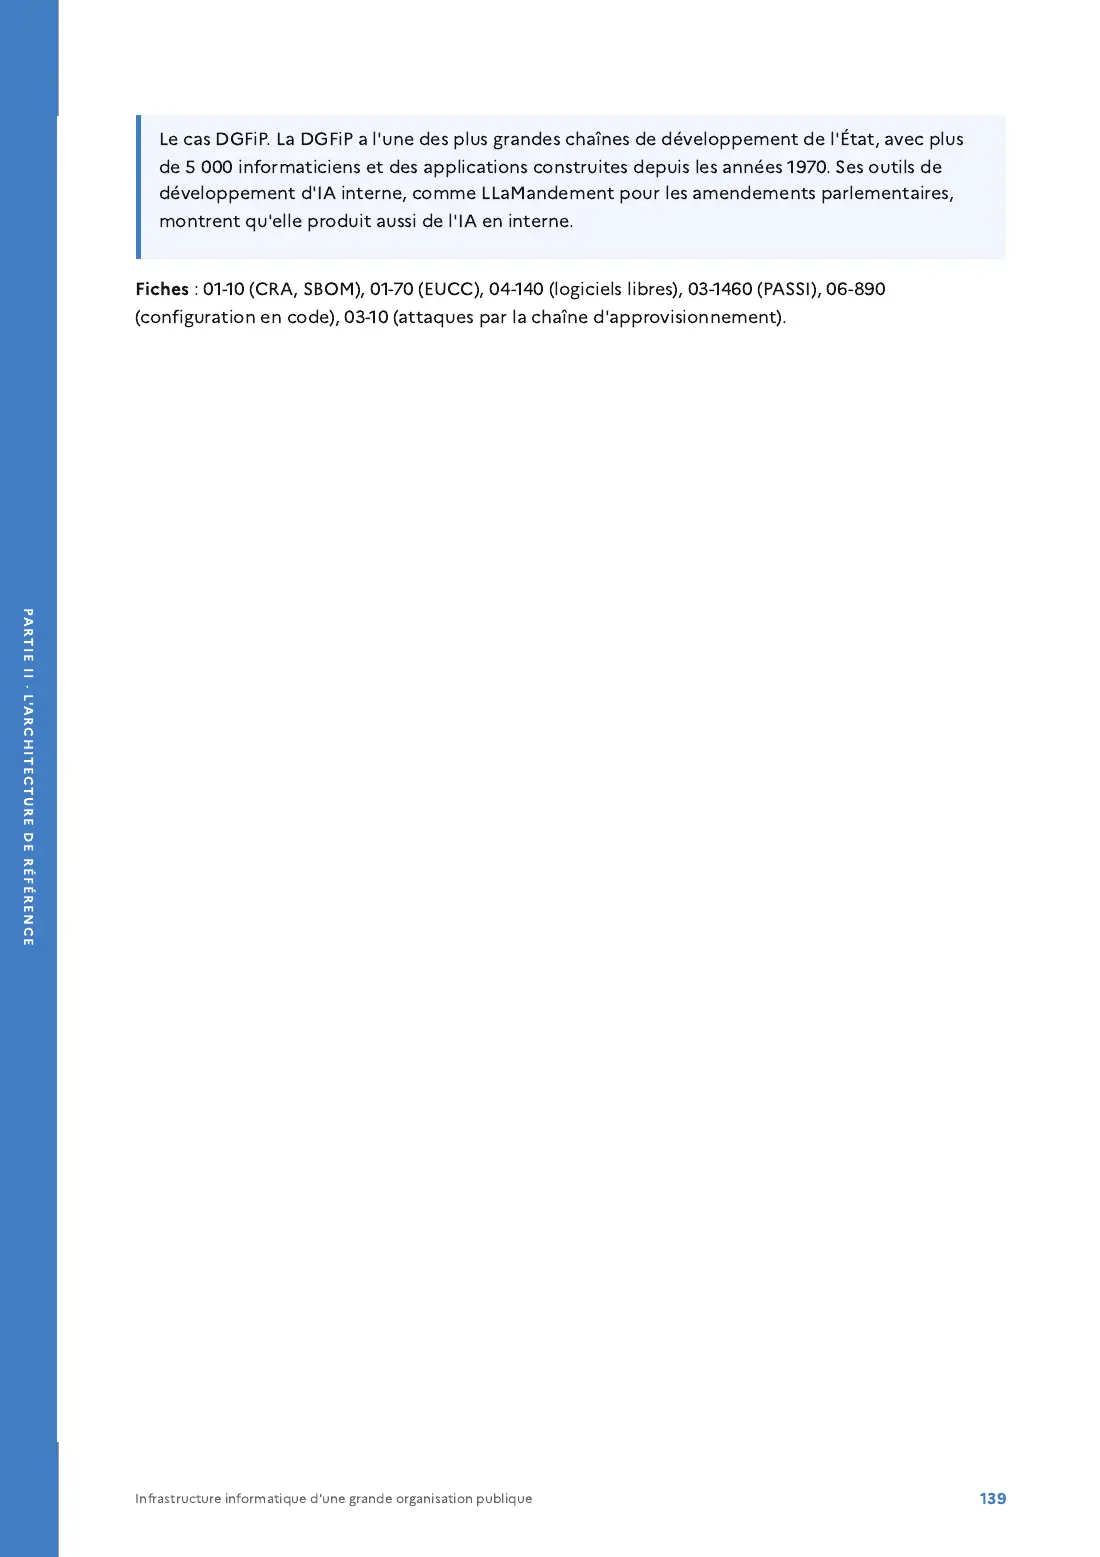 Le cas DGFiP. La DGFiP a l'une des plus grandes chaînes de développement de l'État, avec plus
de 5 000 informaticiens et des applications construites depuis les années 1970. Ses outils de
développement d'IA interne, comme LLaMandement pour les amendements parlementaires,
montrent qu'elle produit aussi de l'IA en interne.
Fiches : 01-10 (CRA, SBOM), 01-70 (EUCC), 04-140 (logiciels libres), 03-1460 (PASSI), 06-890
(configuration en code), 03-10 (attaques par la chaîne d'approvisionnement).
PARTIE II · L'ARCHITECTURE DE RÉFÉRENCE
Infrastructure informatique d'une grande organisation publique
139